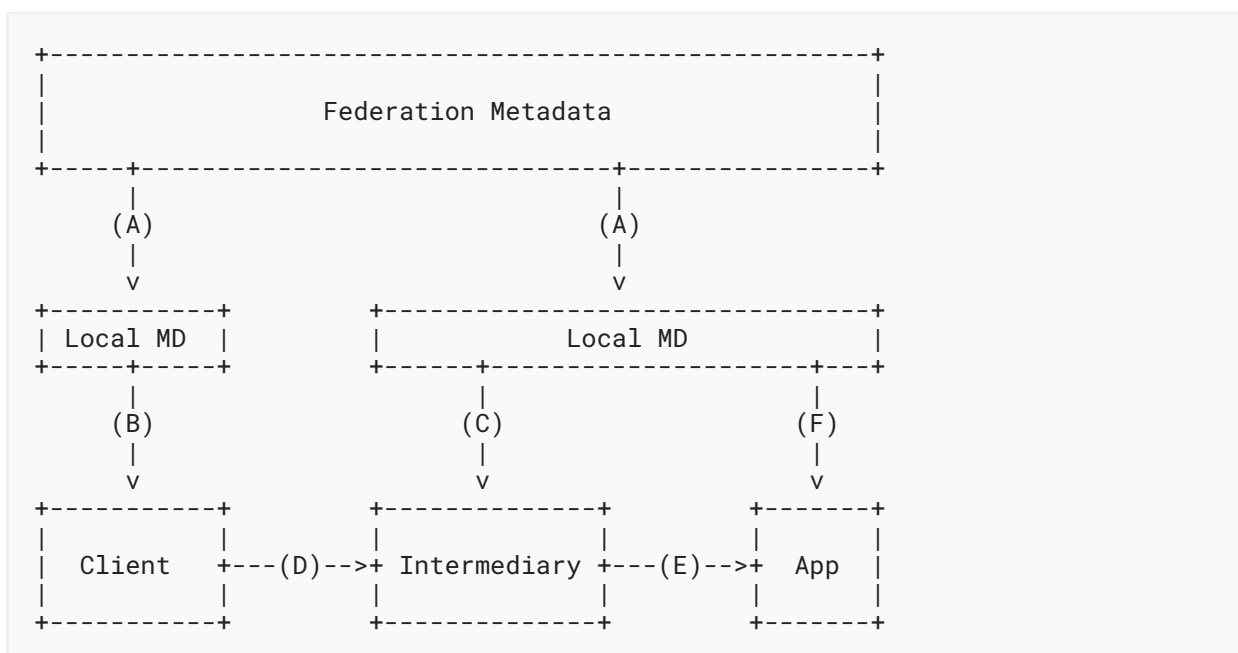 +------------------------------------------------------+
|                                                      |
|                  Federation Metadata                 |
|                                                      |
+-----+-------------------------------+----------------+
      |                               |
     (A)                             (A)
      |                               |
      v                               v
+-----------+         +--------------------------------+
| Local MD  |         |            Local MD            |
+-----+-----+         +------+---------------------+---+
      |                      |                     |
     (B)                    (C)                   (F)
      |                      |                     |
      v                      v                     v
+-----------+         +--------------+         +-------+
|           |         |              |         |       |
|  Client   +---(D)-->+ Intermediary +---(E)-->+  App  |
|           |         |              |         |       |
+-----------+         +--------------+         +-------+